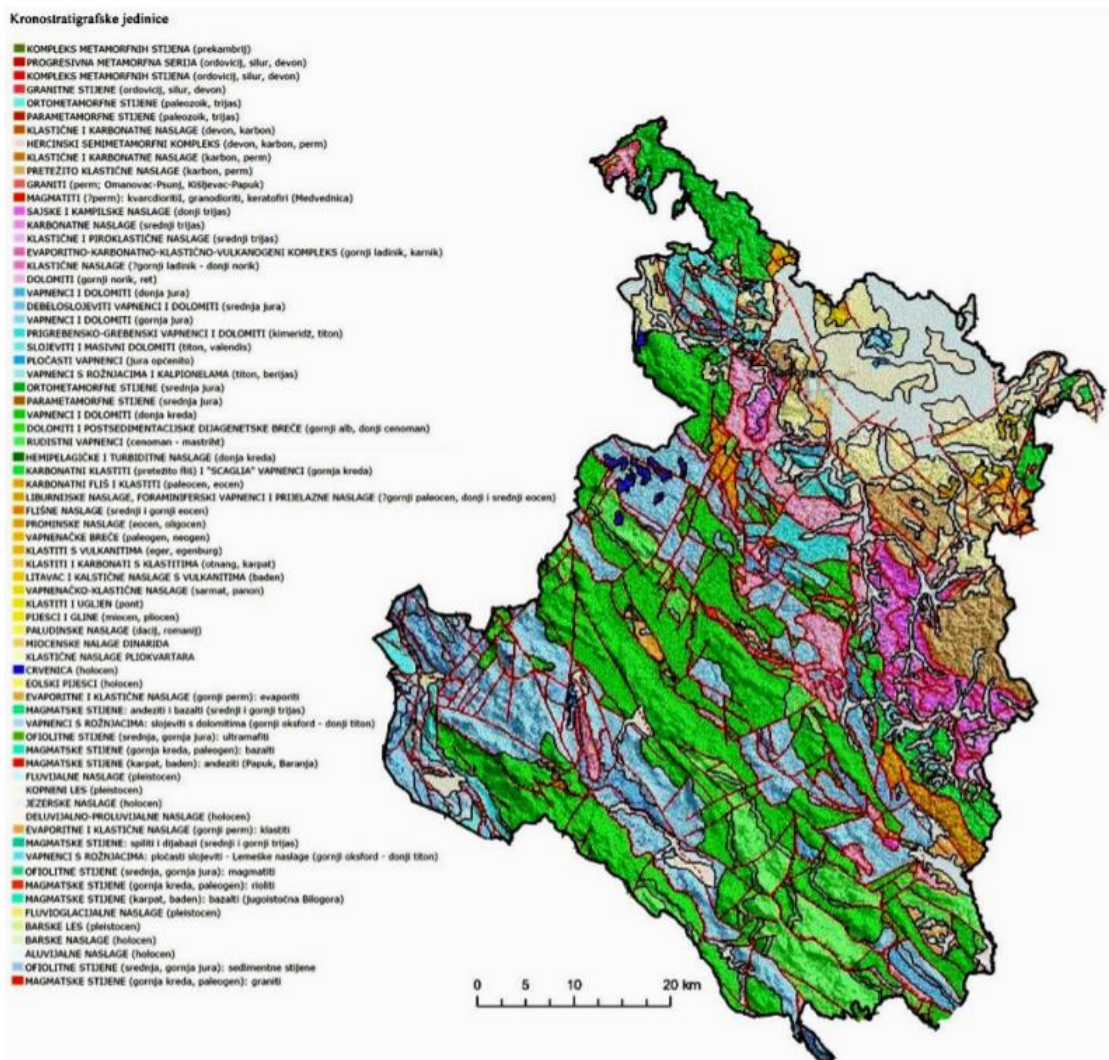 Kronostratigrafske jedinice
KOMPLEKS METAMORFNIH STIJENA (prekambrij)
PROGRESIVNA METAMORFNA SERIJA (ordovicij, silur, devon)
KOMPLEKS METAMORFNIH STIJENA (ordovicij, silur, devon)
GRANITNE STIJENE (ordovicij, silur, devon)
ORTOMETAMORFNE STIJENE (paleozoik, trijas)
PARAMETAMORFNE STIJENE (paleozoik, trijas)
KLASTIČNE I KARBONATNE NASLAGE (devon, karbon)
HERCINSKI SEMIMETAMORFNI KOMPLEKS (devon, karbon, perm)
KLASTIČNE I KARBONATNE NASLAGE (karbon, perm)
PRETEŽITO KLASTIČNE NASLAGE (karbon, perm)
GRANITI (perm; Omanovac-Psunj, Kišljevac-Papuk)
MAGMATITI (?perm): kvarcdioritil, granodioriti, keratofiri (Medvednica)
SAJSKE I KAMPILSKE NASLAGE (donji trijas)
KARBONATNE NASLAGE (srednji trijas)
KLASTIČNE I PIROKLASTIČNE NASLAGE (srednji trijas)
EVAPORITNO-KARBONATNO-KLASTIČNO-VULKANOGENI KOMPLEKS (gornji ladinik, karnik)
KLASTIČNE NASLAGE (?gornji ladinik - donji norik)
DOLOMITI (gornji norik, ret)
VAPNENCI I DOLOMITI (donja jura)
DEBELOSLOJEVITI VAPNENCI I DOLOMITI (srednja jura)
VAPNENCI I DOLOMITI (gornja jura)
PRIGREBENSKO-GREBENSKI VAPNENCI I DOLOMITI (kimeridž, titon)
SLOJEVITI I MASIVNI DOLOMITI (titon, valendis)
PLOČASTI VAPNENCI (jura općenito)
VAPNENCI S ROŽNJACIMA I KALPIONELAMA (titon, berijas)
ORTOMETAMORFNE STIJENE (srednja jura)
PARAMETAMORFNE STIJENE (srednja jura)
VAPNENCI I DOLOMITI (donja kreda)
DOLOMITI I POSTSEDIMENTACIJSKE DIJAGENETSKE BREČE (gornji alb, donji cenoman)
RUDISTNI VAPNENCI (cenoman - mastriht)
HEMIPELAGIČKE I TURBIDITNE NASLAGE (donja kreda)
KARBONATNI KLASTITI (pretežito fliš) I "SCAGLIA" VAPNENCI (gornja kreda)
KARBONATNI FLIŠ I KLASTITI (paleocen, eocen)
LIBURNIJSKE NASLAGE, FORAMINIFERSKI VAPNENCI I PRIJELAZNE NASLAGE (?gornji paleocen, donji i srednji eocen)
FLIŠNE NASLAGE (srednji i gornji eocen)
PROMINSKE NASLAGE (eocen, oligocen)
VAPNENAČKE BREČE (paleogen, neogen)
KLASTITI S VULKANITIMA (eger, egenburg)
KLASTITI I KARBONATI S KLASTITIMA (otnang, karpat)
LITAVAC I KALSTIČNE NASLAGE S VULKANITIMA (baden)
VAPNENAČKO-KLASTIČNE NASLAGE (sarmat, panon)
KLASTITI I UGLJEN (pont)
PIJESCI I GLINE (miocen, pliocen)
PALUDINSKE NASLAGE (dacij, romanij)
MIOCENSKE NALAGE DINARIDA
KLASTIČNE NASLAGE PLIOKVARTARA
CRVENICA (holocen)
EOLSKI PIJESCI (holocen)
EVAPORITNE I KLASTIČNE NASLAGE (gornji perm): evaporiti
MAGMATSKE STIJENE: andeziti i bazalti (srednji i gornji trijas)
VAPNENCI S ROŽNJACIMA: slojeviti s dolomitima (gornji oksford - donji titon)
OFIOLITNE STIJENE (srednja, gornja jura): ultramafiti
MAGMATSKE STIJENE (gornja kreda, paleogen): bazalti
MAGMATSKE STIJENE (karpat, baden): andeziti (Papuk, Baranja)
FLUVIJALNE NASLAGE (pleistocen)
KOPNENI LES (pleistocen)
JEZERSKE NASLAGE (holocen)
DELUVIJALNO-PROLUVIJALNE NASLAGE (holocen)
EVAPORITNE I KLASTIČNE NASLAGE (gornji perm): klastiti
MAGMATSKE STIJENE: spiliti i dijabazi (srednji i gornji trijas)
VAPNENCI S ROŽNJACIMA: pločasti slojeviti - Lemeške naslage (gornji oksford - donji titon)
OFIOLITNE STIJENE (srednja, gornja jura): magmatiti
MAGMATSKE STIJENE (gornja kreda, paleogen): rioliti
MAGMATSKE STIJENE (karpat, baden): bazalti (jugoistočna Bilogora)
FLUVIOGLACIJALNE NASLAGE (pleistocen)
BARSKE LES (pleistocen)
BARSKE NASLAGE (holocen)
ALUVIJALNE NASLAGE (holocen)
OFIOLITNE STIJENE (srednja, gornja jura): sedimentne stijene
MAGMATSKE STIJENE (gornja kreda, paleogen): graniti
0 5 10 20 km